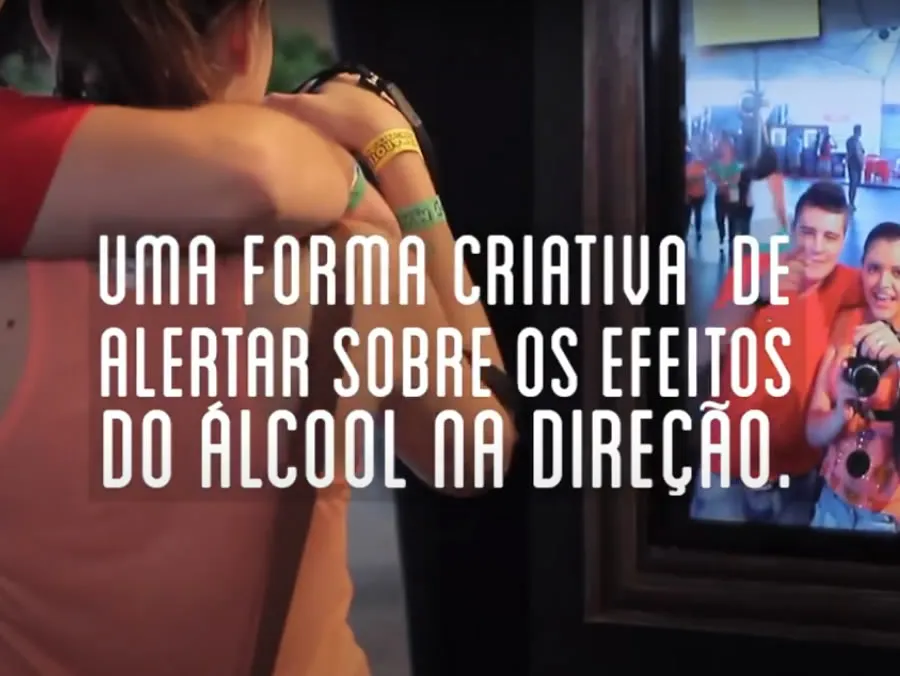 UMA FORMA CRIATIVA DE
ALERTAR SOBRE OS EFEITOS
DO ÁLCOOL NA DIREÇÃO.